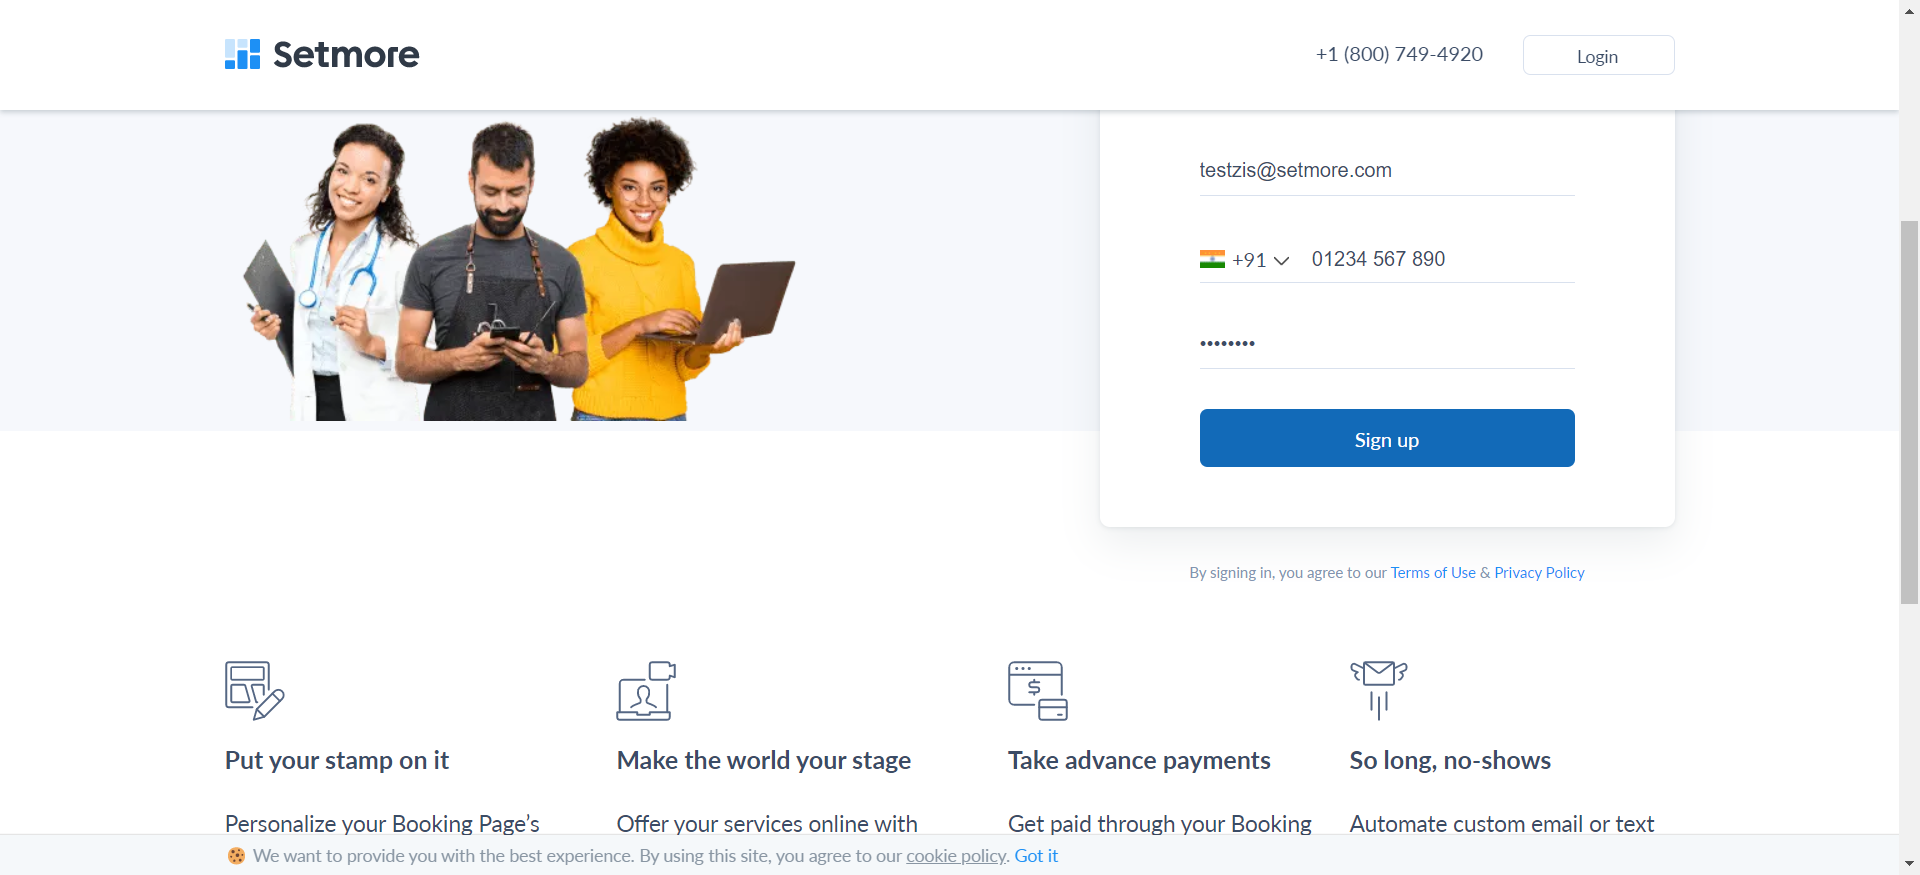 Setmore
+1 (800) 749-4920
Login
testzis@setmore.com
+91 01234 567 890
••••••••
Sign up
By signing in, you agree to our Terms of Use & Privacy Policy
Put your stamp on it
Personalize your Booking Page’s
Make the world your stage
Offer your services online with
Take advance payments
$
Get paid through your Booking
So long, no-shows
Automate custom email or text
We want to provide you with the best experience. By using this site, you agree to our cookie policy. Got it